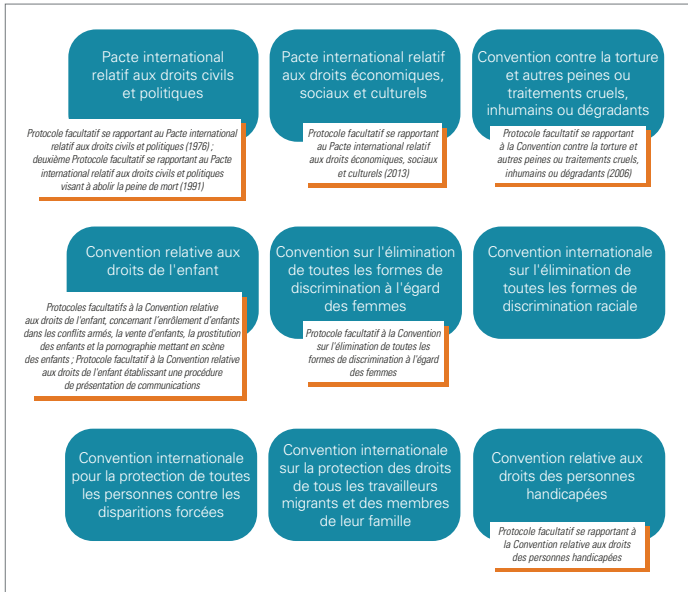 Pacte international
relatif aux droits civils
et politiques
Protocole facultatif se rapportant au Pacte international
relatif aux droits civils et politiques (1976) ;
deuxième Protocole facultatif se rapportant au Pacte
international relatif aux droits civils et politiques
visant à abolir la peine de mort (1991)
Pacte international relatif
aux droits économiques,
sociaux et culturels
Protocole facultatif se rapportant
au Pacte international relatif
aux droits économiques, sociaux
et culturels (2013)
Convention contre la torture
et autres peines ou
traitements cruels,
inhumains ou dégradants
Protocole facultatif se rapportant
à la Convention contre la torture et
autres peines ou traitements cruels,
inhumains ou dégradants (2006)
Convention relative aux
droits de l'enfant
Protocoles facultatifs à la Convention relative
aux droits de l'enfant, concernant l'enrôlement d'enfants
dans les conflits armés, la vente d'enfants, la prostitution
des enfants et la pornographie mettant en scène
des enfants ; Protocole facultatif à la Convention relative
aux droits de l'enfant établissant une procédure
de présentation de communications
Convention sur l'élimination
de toutes les formes de
discrimination à l'égard
des femmes
Protocole facultatif à la Convention
sur l'élimination de toutes les
formes de discrimination à l'égard
des femmes
Convention internationale
sur l'élimination de
toutes les formes de
discrimination raciale
Convention internationale
pour la protection de toutes
les personnes contre les
disparitions forcées
Convention internationale
sur la protection des droits
de tous les travailleurs
migrants et des membres
de leur famille
Convention relative aux
droits des personnes
handicapées
Protocole facultatif se rapportant à
la Convention relative aux droits
des personnes handicapées